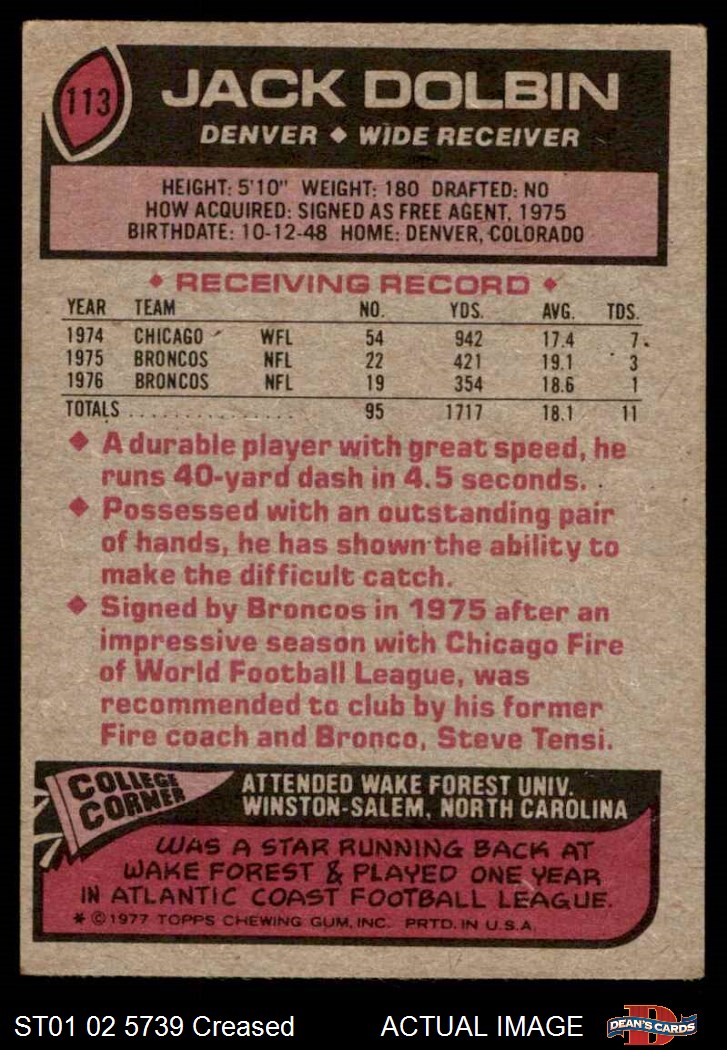 113
JACK DOLBIN
DENVER ◆ WIDE RECEIVER
HEIGHT: 5'10" WEIGHT: 180 DRAFTED: NO
HOW ACQUIRED: SIGNED AS FREE AGENT, 1975
BIRTHDATE: 10-12-48 HOME: DENVER, COLORADO
◆ RECEIVING RECORD ◆
YEAR TEAM NO. YDS. AVG. TDS.
1974 CHICAGO WFL 54 942 17.4 7
1975 BRONCOS NFL 22 421 19.1 3
1976 BRONCOS NFL 19 354 18.6 1
TOTALS .............. 95 1717 18.1 11
◆ A durable player with great speed, he
runs 40-yard dash in 4.5 seconds.
◆ Possessed with an outstanding pair
of hands, he has shown the ability to
make the difficult catch.
◆ Signed by Broncos in 1975 after an
impressive season with Chicago Fire
of World Football League, was
recommended to club by his former
Fire coach and Bronco, Steve Tensi.
COLLEGE
CORNER
ATTENDED WAKE FOREST UNIV.
WINSTON-SALEM, NORTH CAROLINA
WAS A STAR RUNNING BACK AT
WAKE FOREST & PLAYED ONE YEAR
IN ATLANTIC COAST FOOTBALL LEAGUE.
* © 1977 TOPPS CHEWING GUM, INC. PRTD. IN U.S.A.
ST01 02 5739 Creased ACTUAL IMAGE
D
DEAN'S CARDS